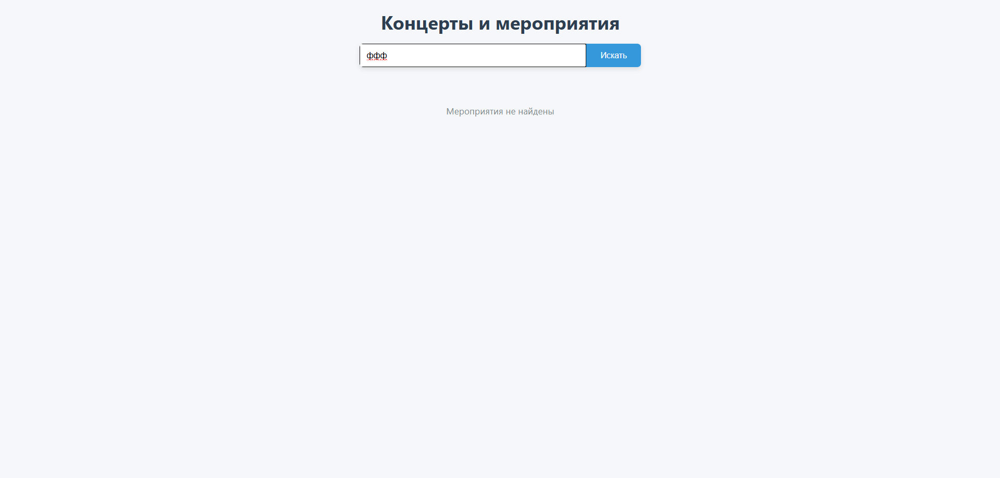 Концерты и мероприятия
ффф
Искать
Мероприятия не найдены